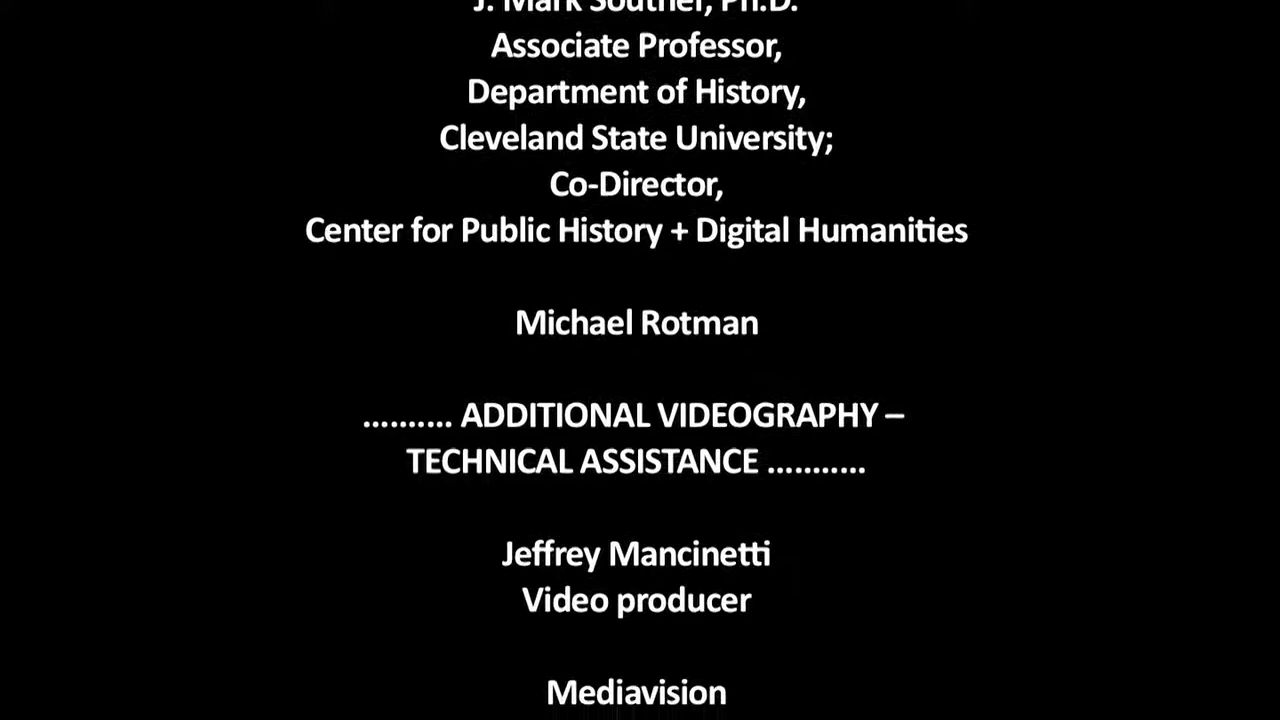 J. Mark Souther, Ph.D.
Associate Professor,
Department of History,
Cleveland State University;
Co-Director,
Center for Public History + Digital Humanities
Michael Rotman
.......... ADDITIONAL VIDEOGRAPHY –
TECHNICAL ASSISTANCE ...........
Jeffrey Mancinetti
Video producer
Mediavision